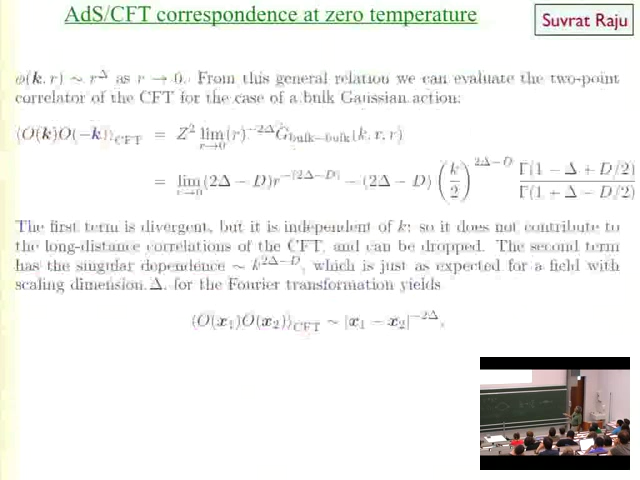 AdS/CFT correspondence at zero temperature
Suvrat Raju
φ(k, r) ∼ r^Δ as r → 0. From this general relation we can evaluate the two-point
correlator of the CFT for the case of a bulk Gaussian action:
⟨O(k)O(−k)⟩_CFT = Z² lim_{r→0} (r)^{−2Δ} G_{bulk−bulk}(k, r, r)
= lim_{r→0} (2Δ − D) r^{−(2Δ−D)} − (2Δ − D) (k/2)^{2Δ−D} Γ(1 − Δ + D/2) / Γ(1 + Δ − D/2)
The first term is divergent, but it is independent of k: so it does not contribute to
the long-distance correlations of the CFT, and can be dropped. The second term
has the singular dependence ∼ k^{2Δ−D}, which is just as expected for a field with
scaling dimension Δ, for the Fourier transformation yields
⟨O(x₁)O(x₂)⟩_CFT ∼ |x₁ − x₂|^{−2Δ},